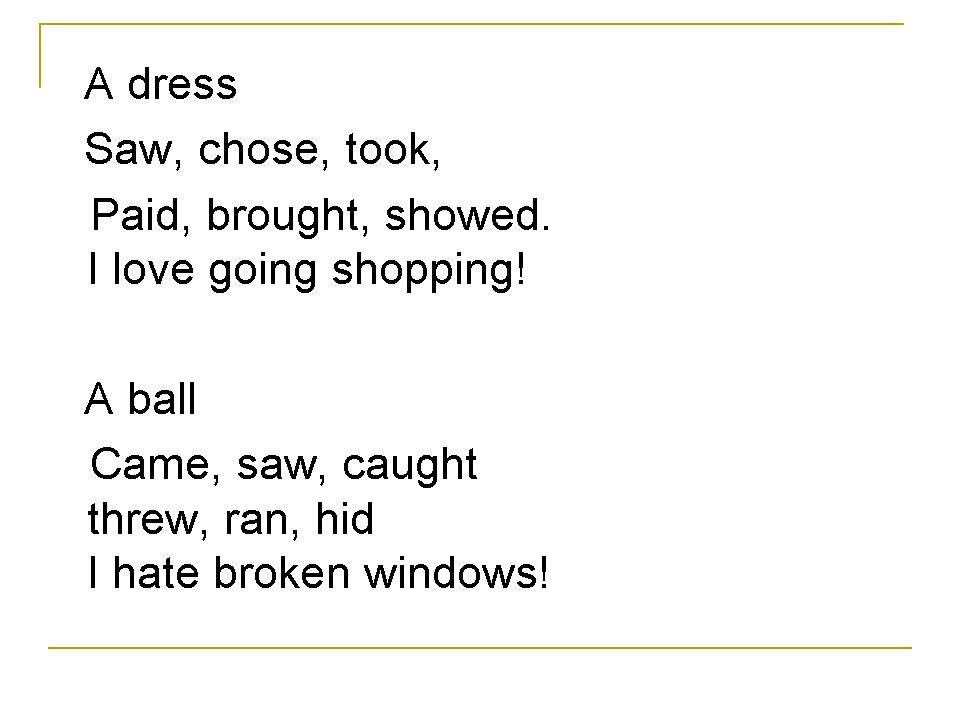 A dress
Saw, chose, took,
Paid, brought, showed.
I love going shopping!
A ball
Came, saw, caught
threw, ran, hid
I hate broken windows!